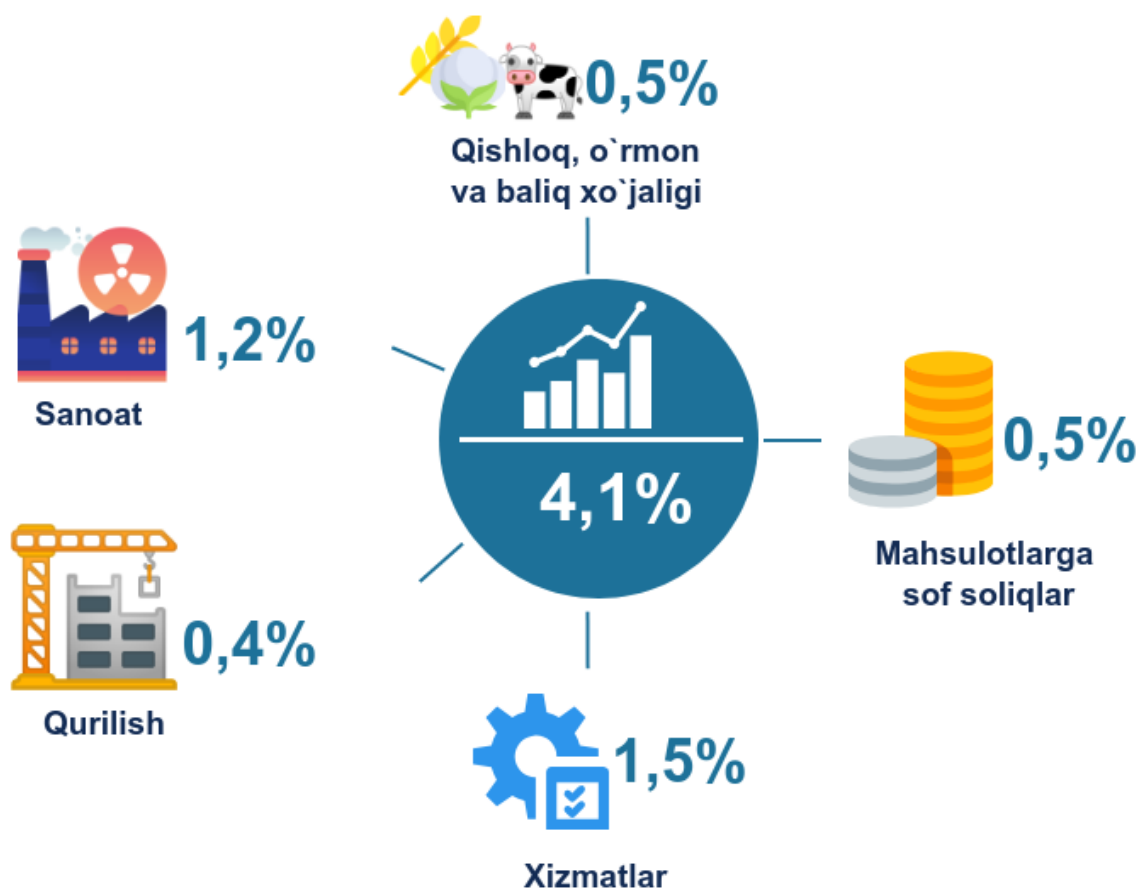 0,5%
Qishloq, o`rmon
va baliq xo`jaligi
1,2%
Sanoat
4,1%
0,5%
Mahsulotlarga
sof soliqlar
0,4%
Qurilish
1,5%
Xizmatlar